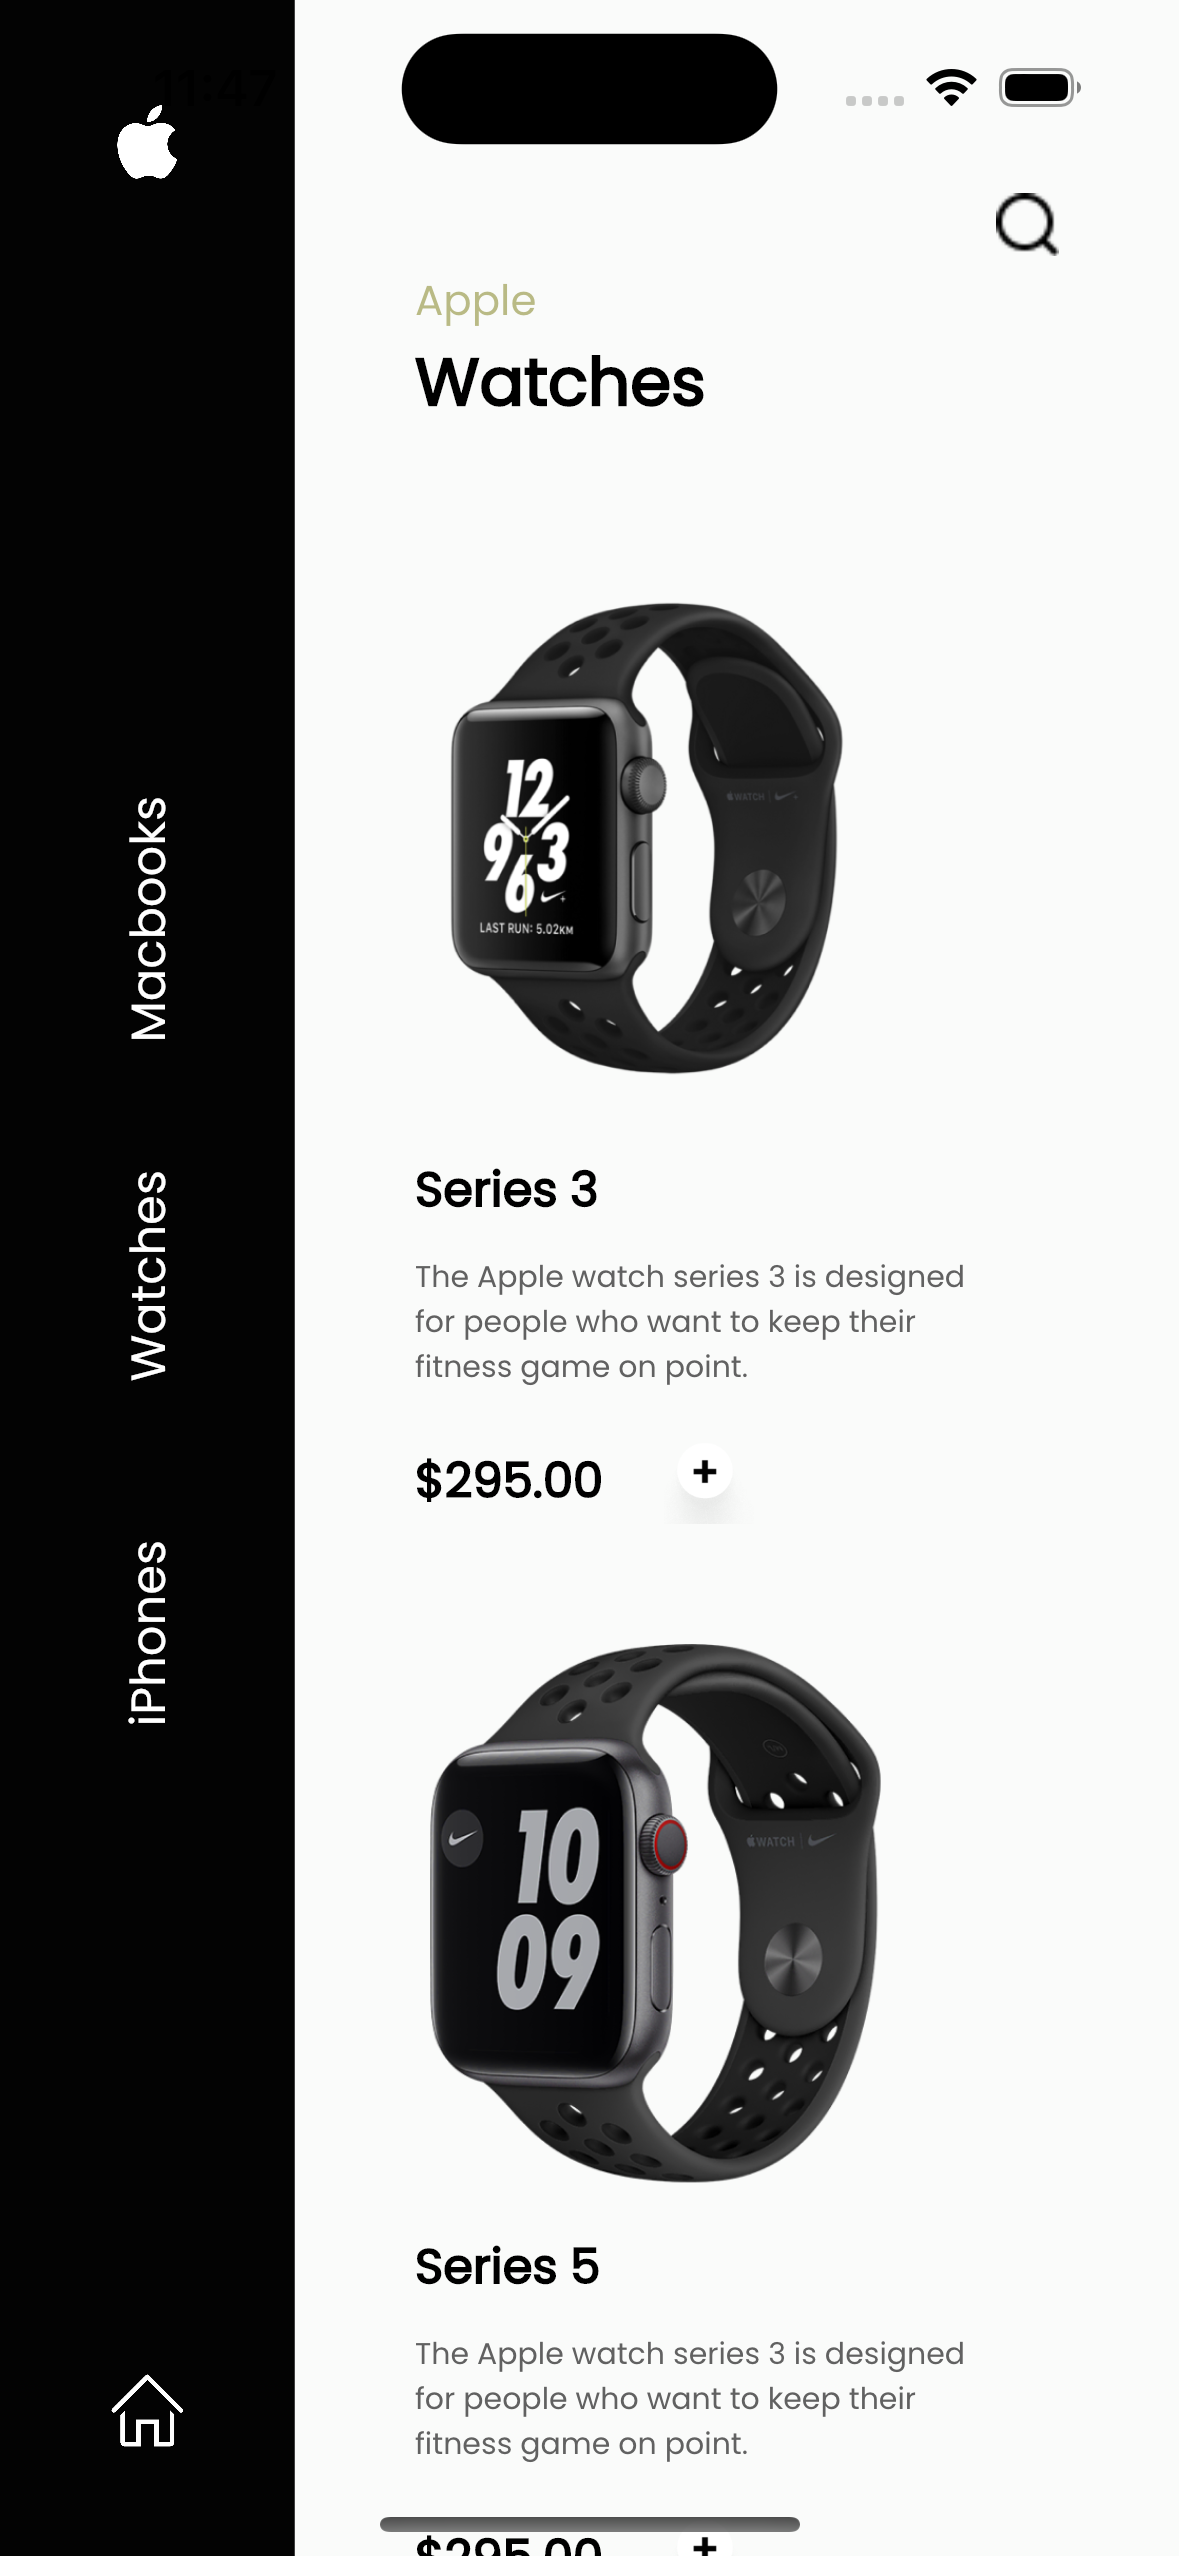 11:47
Apple
Watches
Macbooks
Watches
iPhones
12
9 3
6
LAST RUN: 5.02KM
WATCH
Series 3
The Apple watch series 3 is designed
for people who want to keep their
fitness game on point.
$295.00 +
10
09
WATCH
Series 5
The Apple watch series 3 is designed
for people who want to keep their
fitness game on point.
$295.00 +